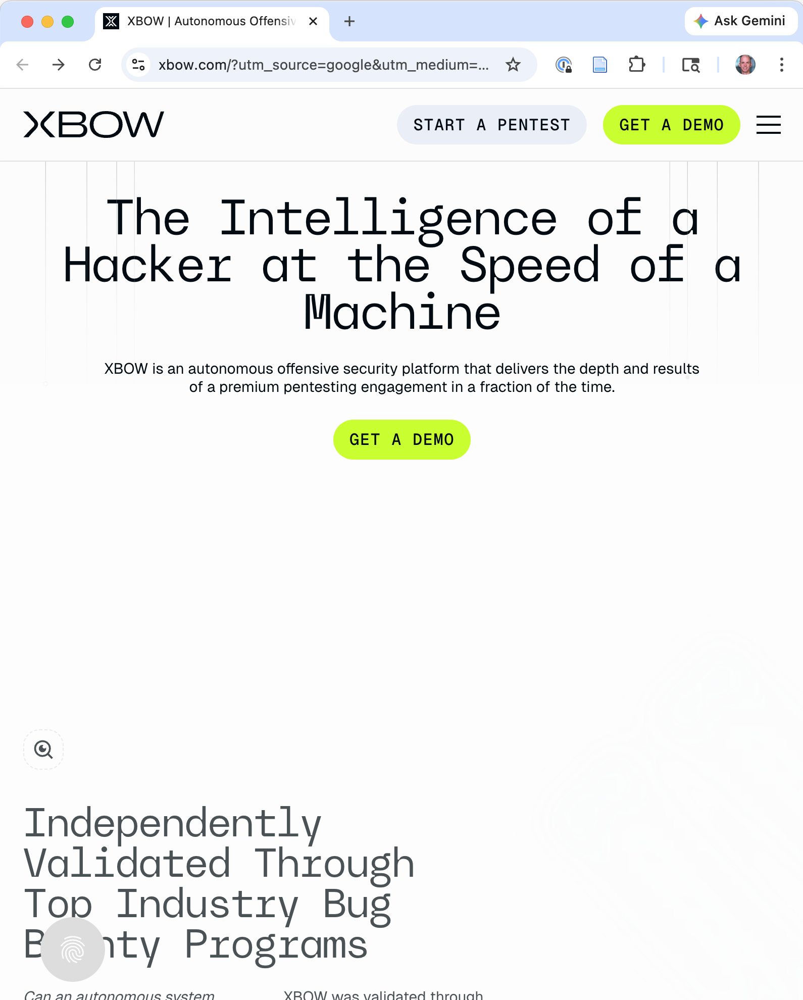 XBOW | Autonomous Offensiv
Ask Gemini
xbow.com/?utm_source=google&utm_medium=...
XBOW
START A PENTEST
GET A DEMO
The Intelligence of a
Hacker at the Speed of a
Machine
XBOW is an autonomous offensive security platform that delivers the depth and results
of a premium pentesting engagement in a fraction of the time.
GET A DEMO
Independently
Validated Through
Top Industry Bug
Programs
Can an autonomous system
XBOW was validated through